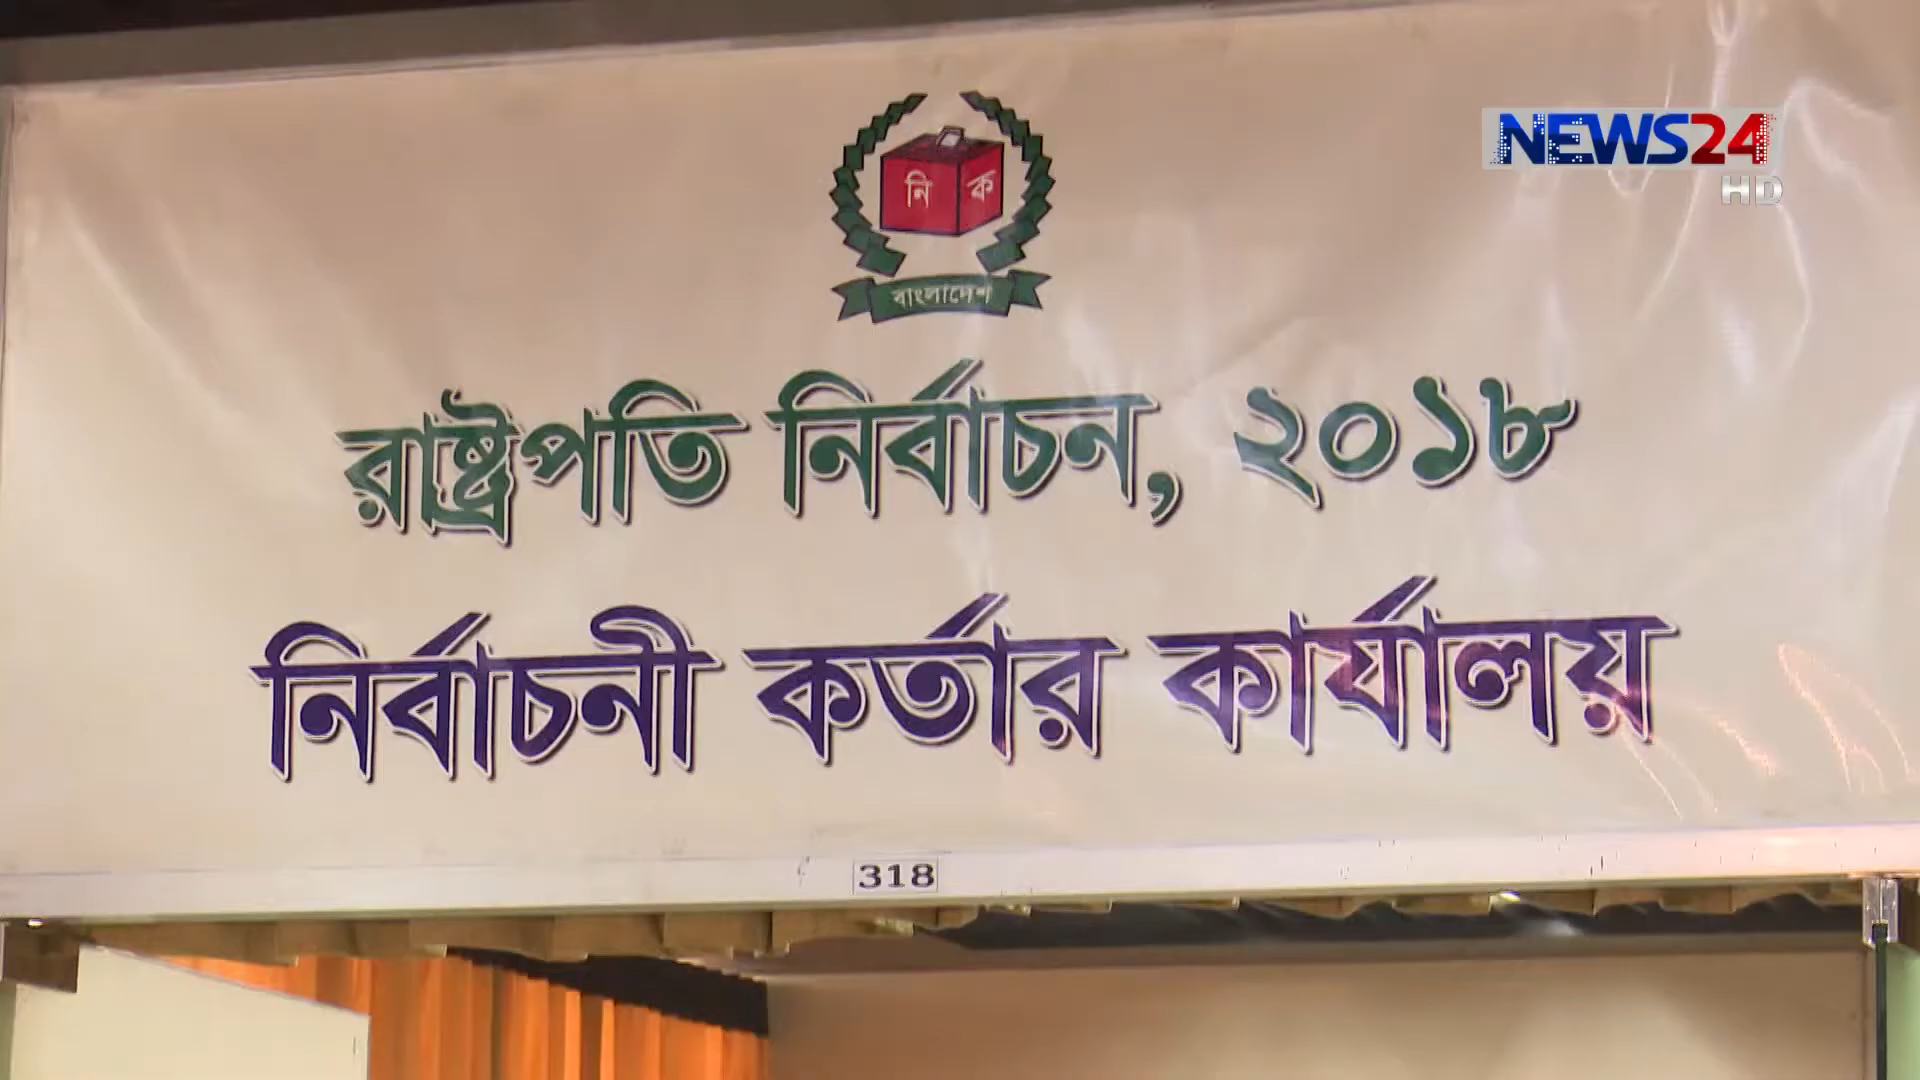 NEWS24
HD
নি ক
বাংলাদেশ
রাষ্ট্রপতি নির্বাচন, ২০১৮
নির্বাচনী কর্তার কার্যালয়
318